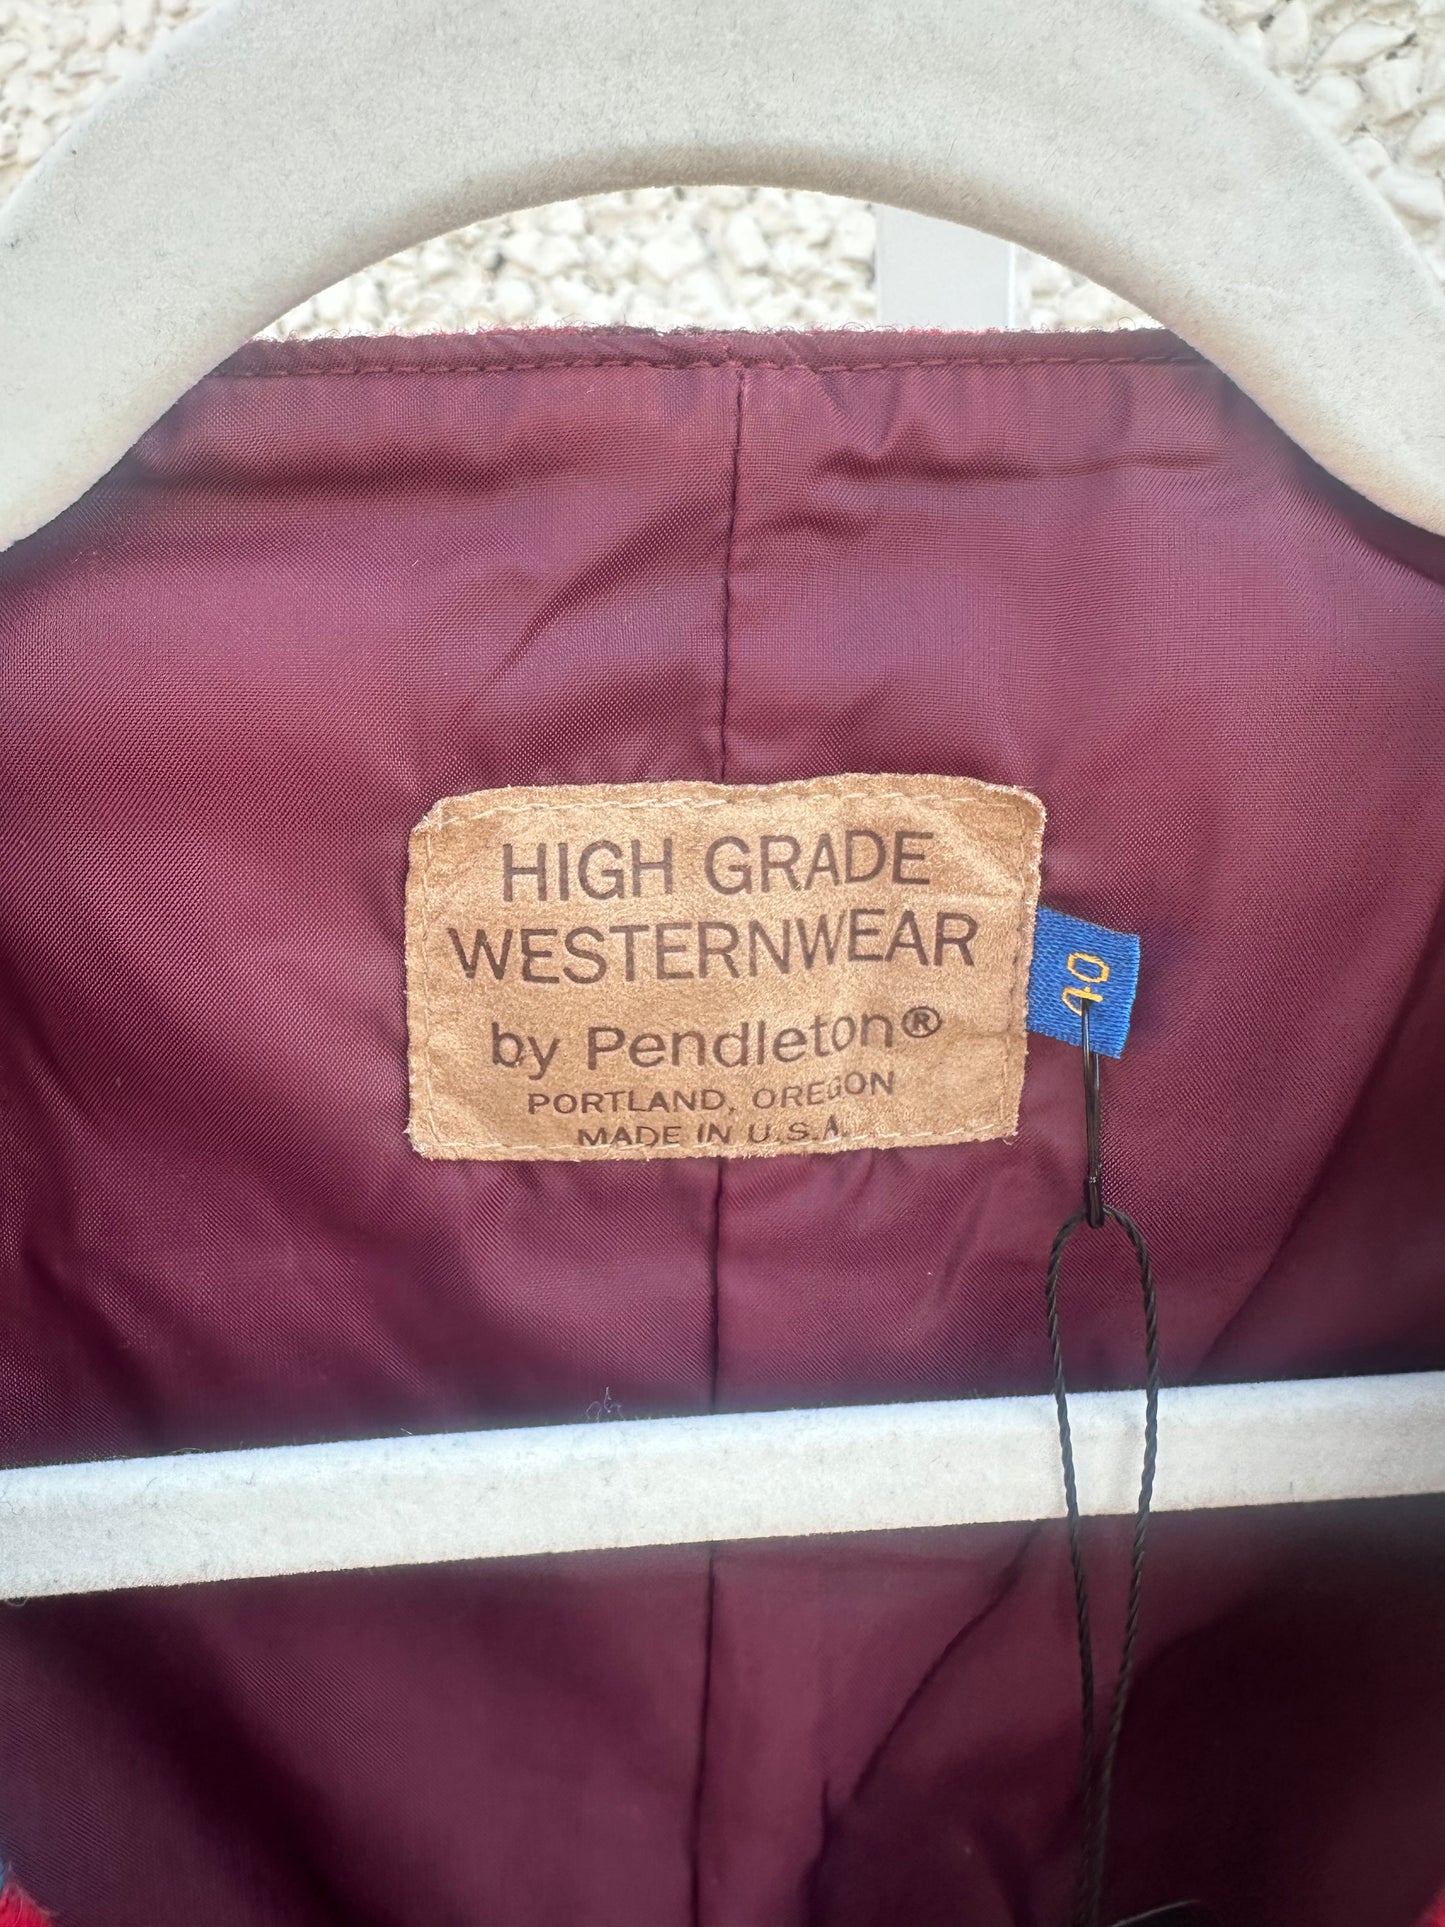 HIGH GRADE
WESTERNWEAR
by Pendleton®
PORTLAND, OREGON
MADE IN U.S.A.
40